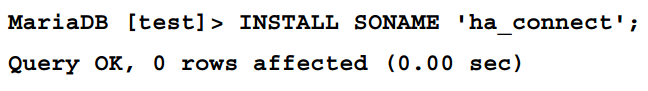 MariaDB [test]> INSTALL SONAME 'ha_connect';
Query OK, 0 rows affected (0.00 sec)